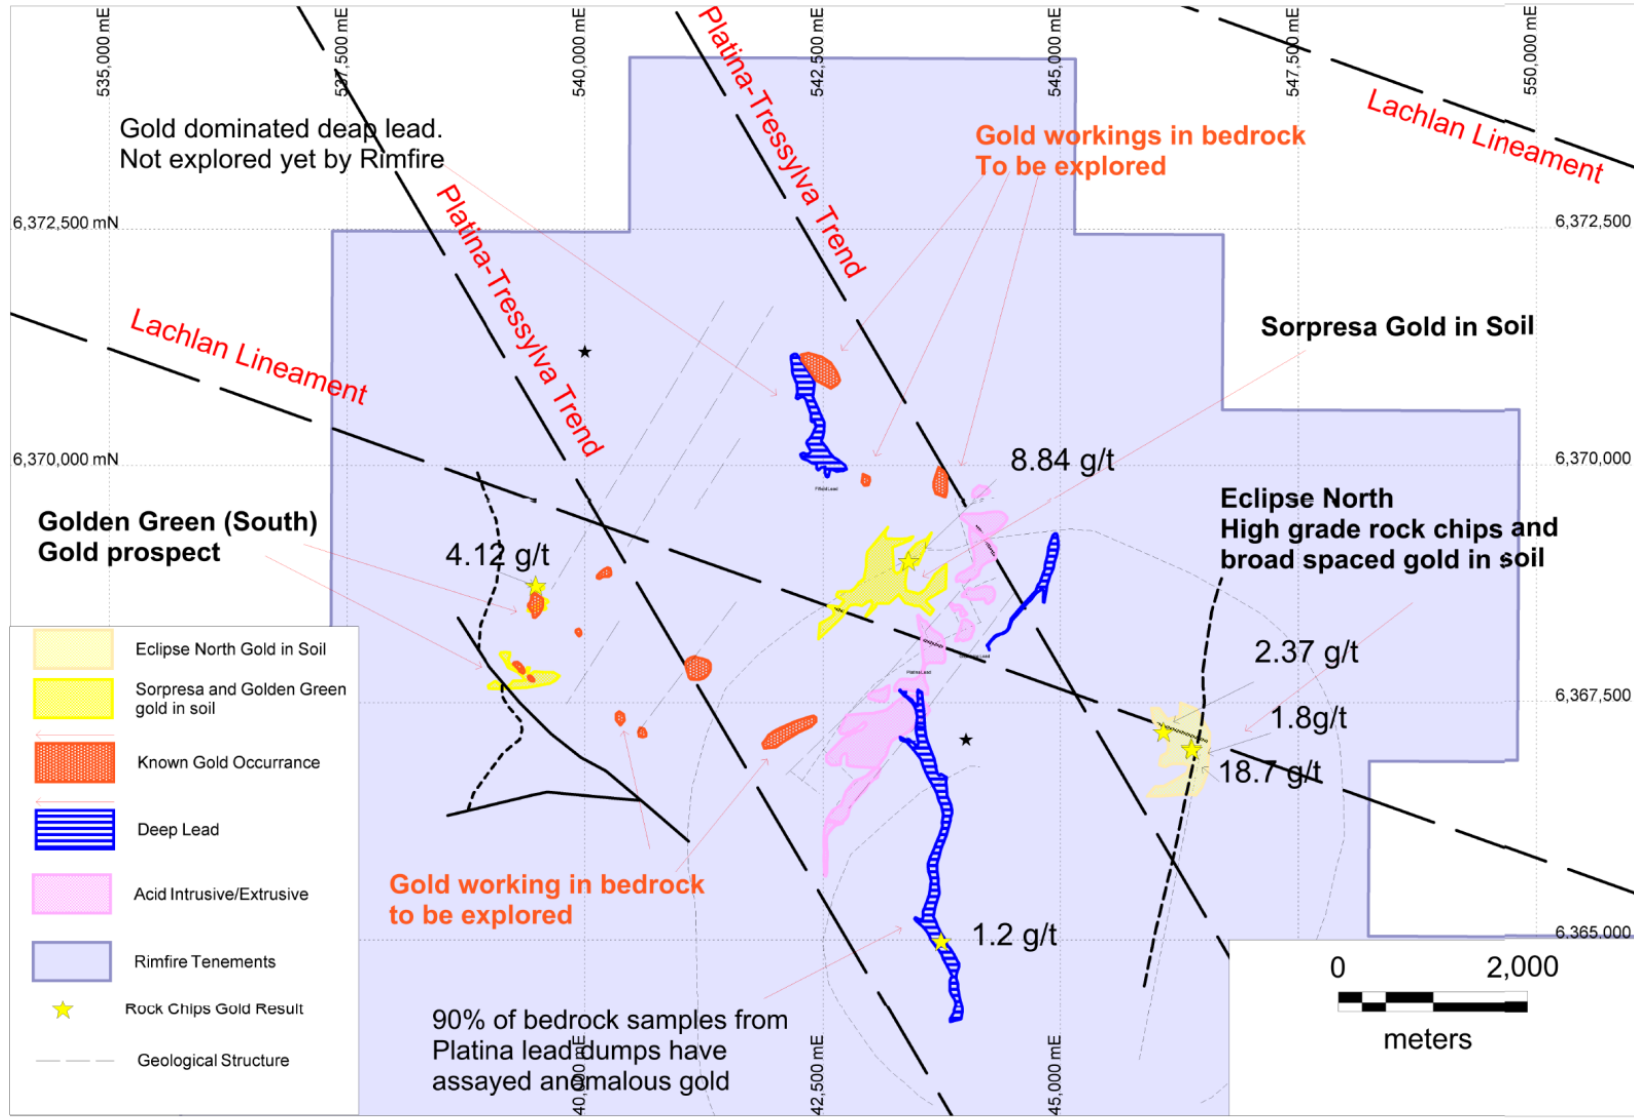 535,000 mE
537,500 mE
540,000 mE
542,500 mE
545,000 mE
547,500 mE
550,000 mE
Platina-Tressylva Trend
Platina-Tressylva Trend
Lachlan Lineament
Lachlan Lineament
Gold dominated deap lead.
Not explored yet by Rimfire
Gold workings in bedrock
To be explored
6,372,500 mN
6,372,500
Sorpresa Gold in Soil
6,370,000 mN
6,370,000
8.84 g/t
Eclipse North
High grade rock chips and
broad spaced gold in soil
Golden Green (South)
Gold prospect
4.12 g/t
2.37 g/t
1.8g/t
18.7 g/t
6,367,500
Platina Lead
Eclipse North Gold in Soil
Sorpresa and Golden Green
gold in soil
Known Gold Occurrance
Deep Lead
Acid Intrusive/Extrusive
Rimfire Tenements
Rock Chips Gold Result
Geological Structure
Gold working in bedrock
to be explored
1.2 g/t
6,365,000
90% of bedrock samples from
Platina lead dumps have
assayed anomalous gold
40,000 mE
42,500 mE
45,000 mE
0 2,000
meters